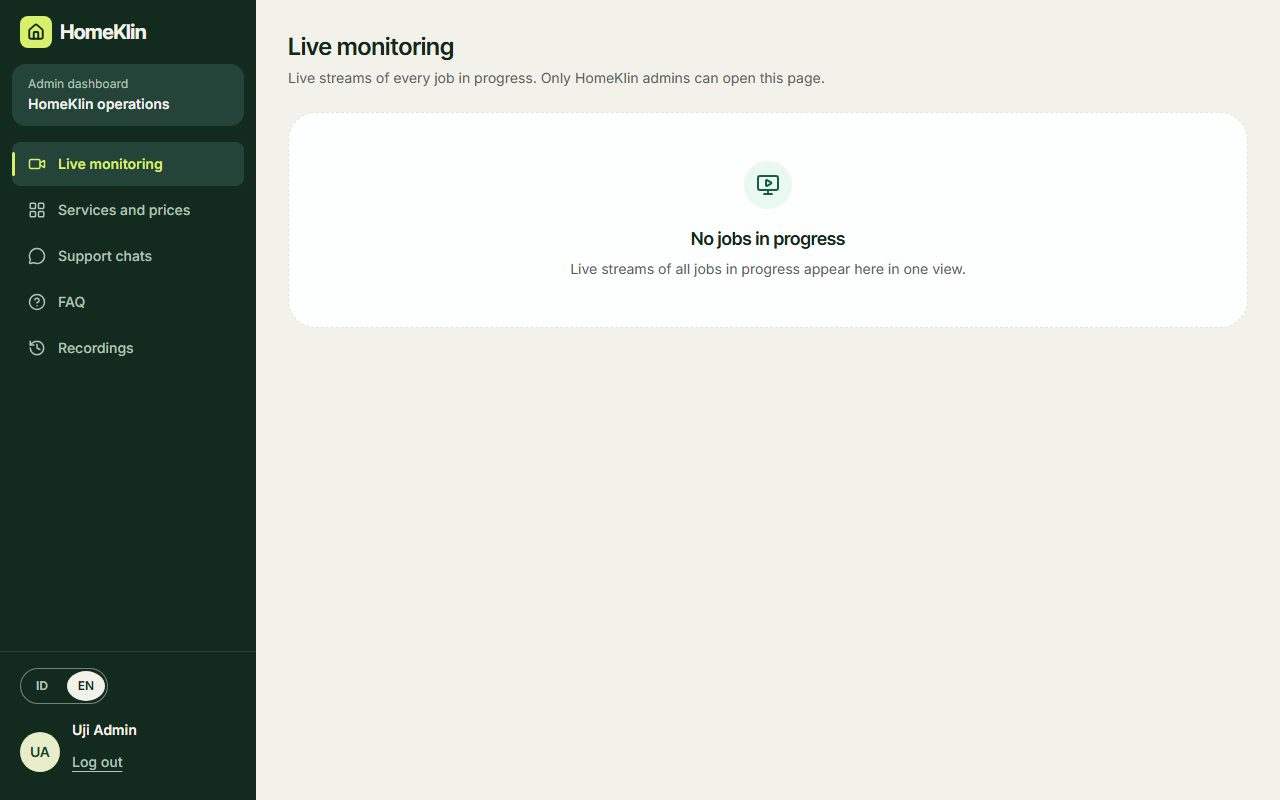 HomeKlin
Admin dashboard
HomeKlin operations
Live monitoring
Services and prices
Support chats
FAQ
Recordings
ID
EN
UA
Uji Admin
Log out
Live monitoring
Live streams of every job in progress. Only HomeKlin admins can open this page.
No jobs in progress
Live streams of all jobs in progress appear here in one view.